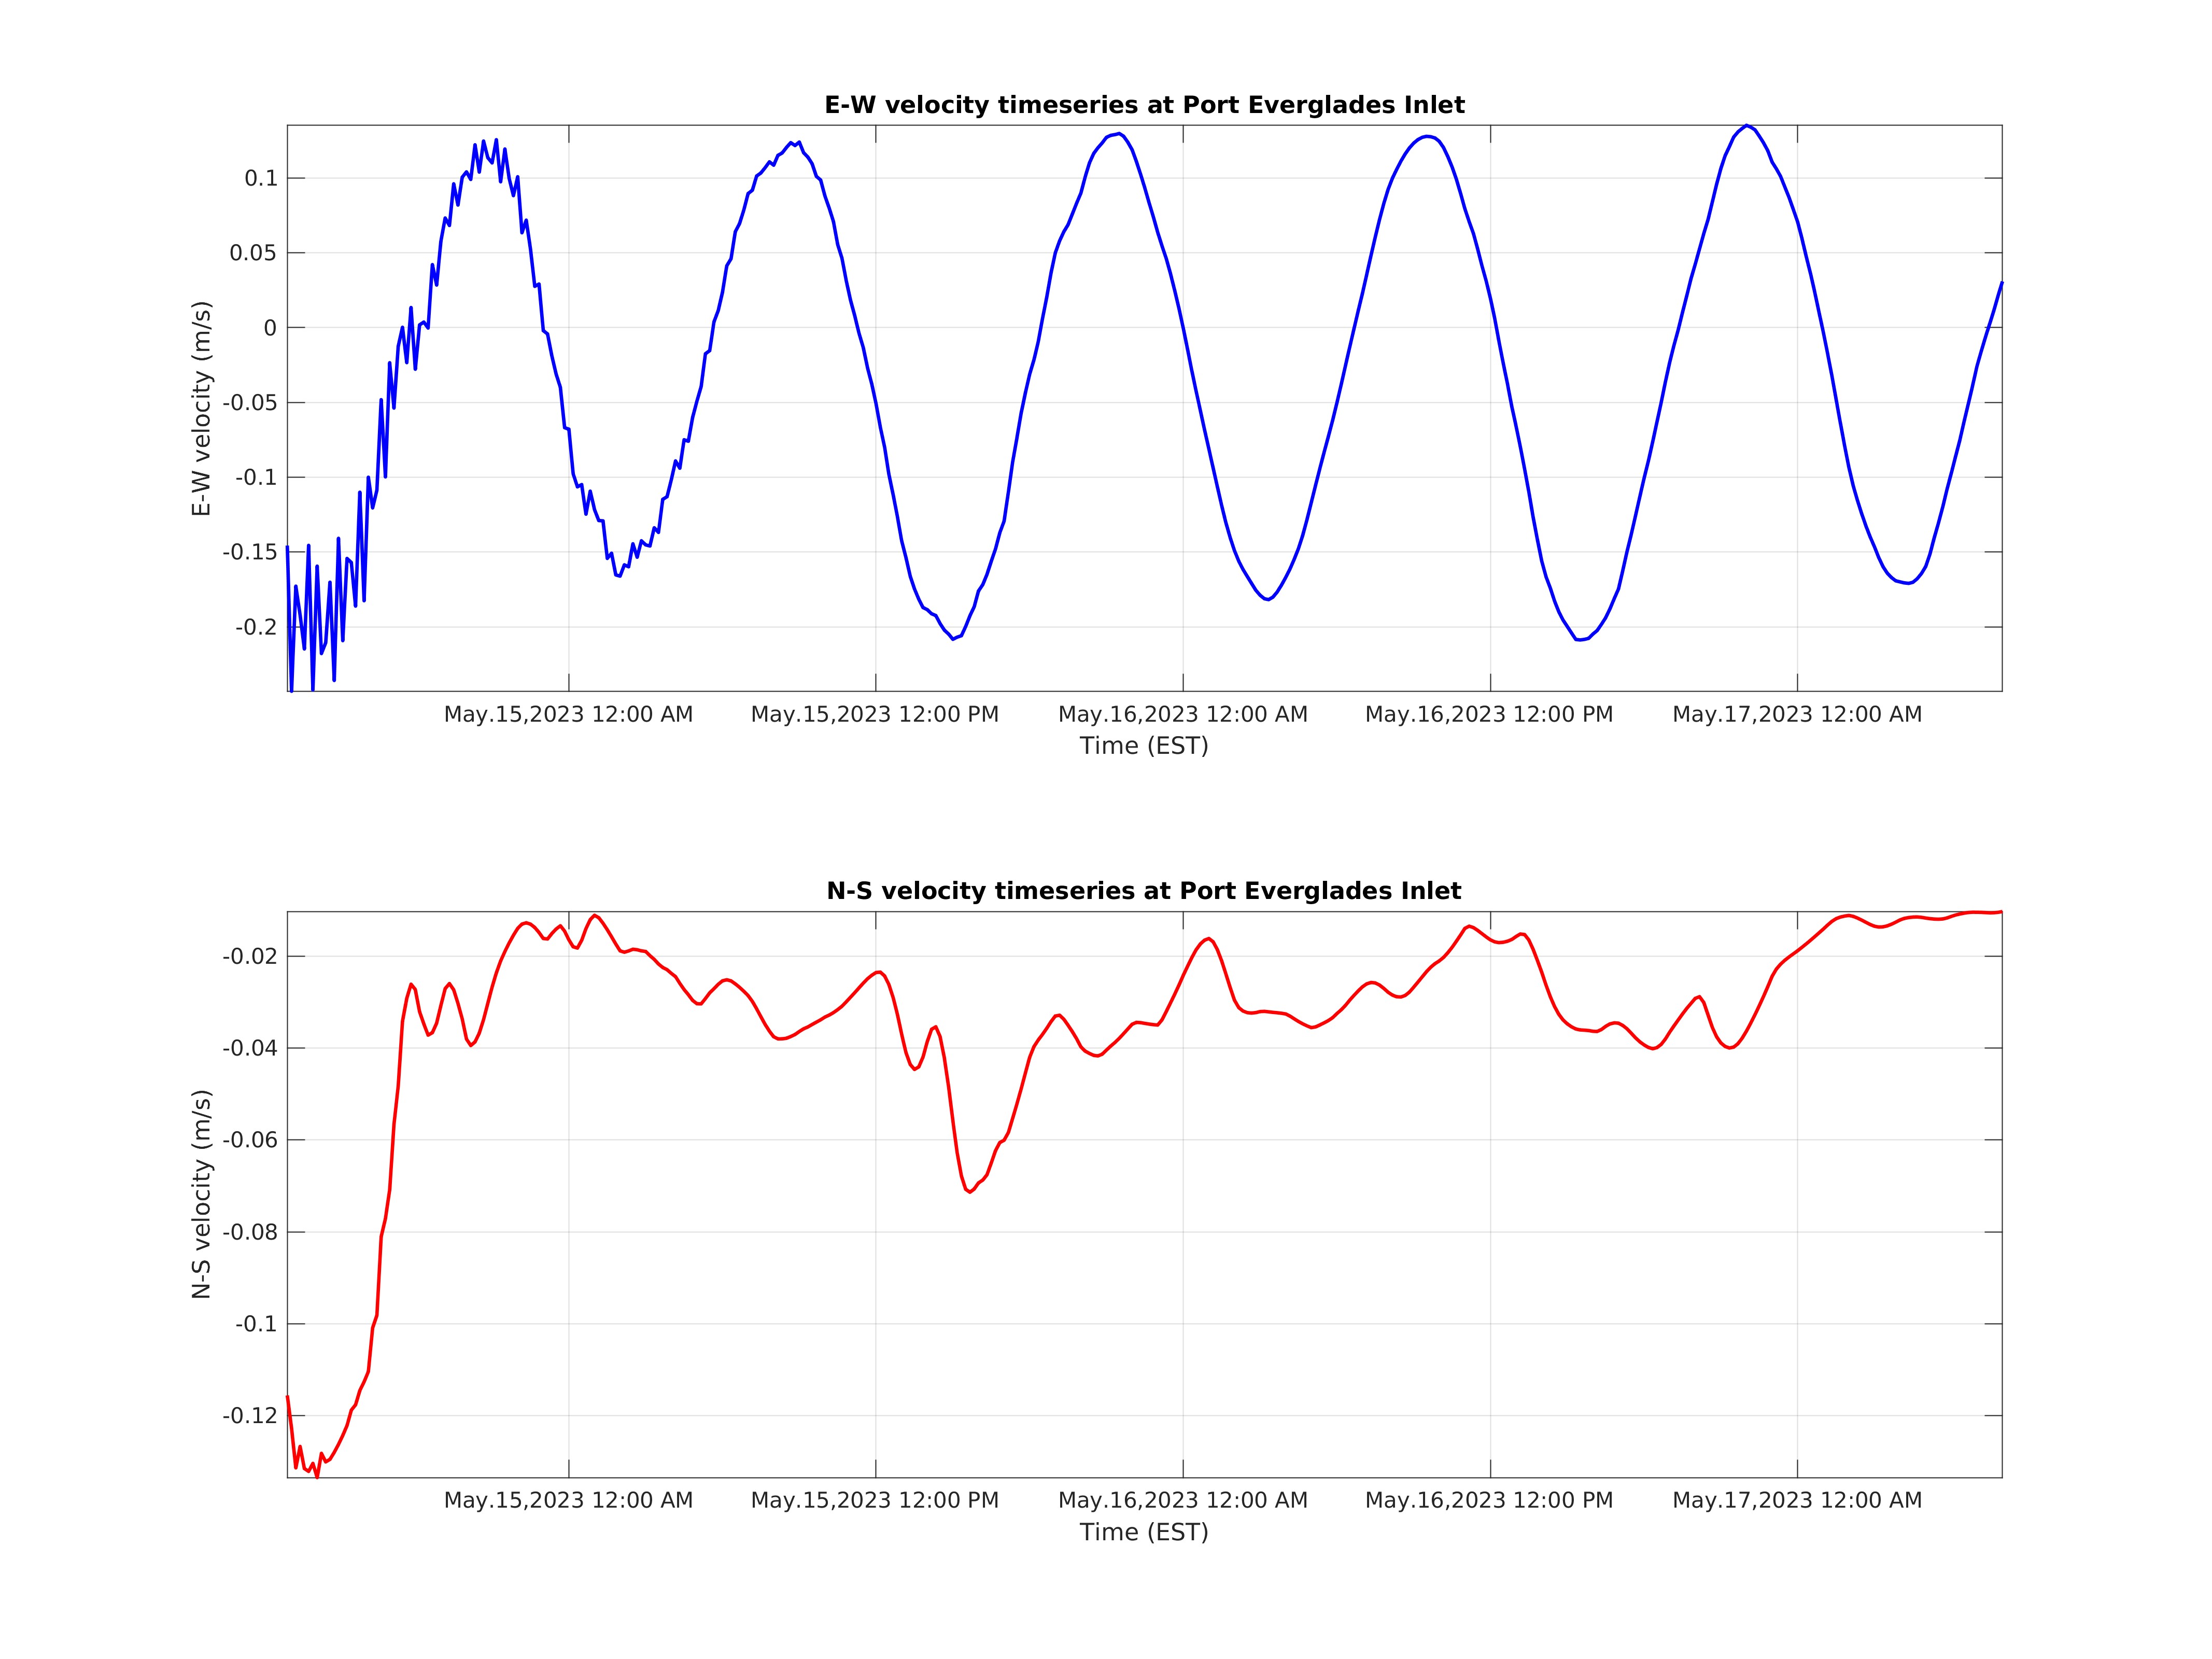 E-W velocity timeseries at Port Everglades Inlet
0.1
0.05
0
-0.05
-0.1
-0.15
-0.2
E-W velocity (m/s)
May.15,2023 12:00 AM May.15,2023 12:00 PM May.16,2023 12:00 AM May.16,2023 12:00 PM May.17,2023 12:00 AM
Time (EST)
N-S velocity timeseries at Port Everglades Inlet
-0.02
-0.04
-0.06
-0.08
-0.1
-0.12
N-S velocity (m/s)
May.15,2023 12:00 AM May.15,2023 12:00 PM May.16,2023 12:00 AM May.16,2023 12:00 PM May.17,2023 12:00 AM
Time (EST)